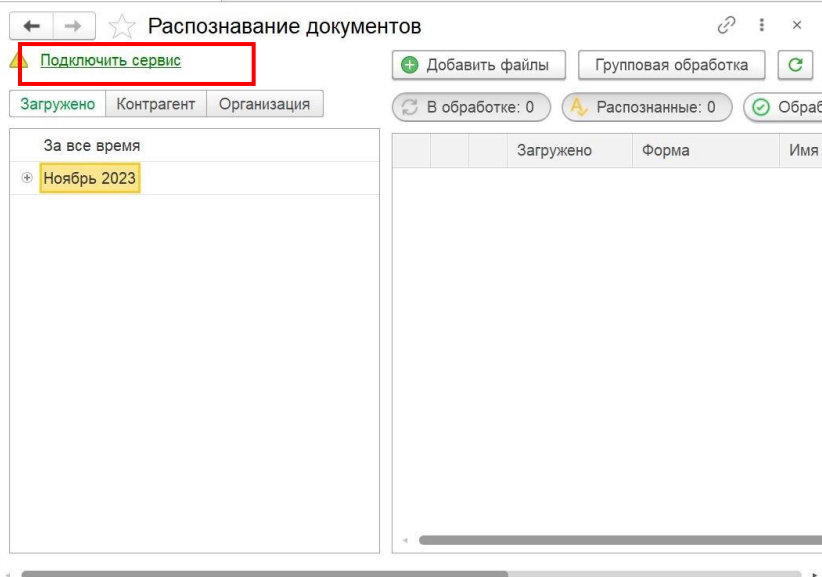 Распознавание документов
Подключить сервис
Добавить файлы Групповая обработка
Загружено Контрагент Организация
В обработке: 0 Распознанные: 0 Обраб
За все время
Загружено Форма Имя
Ноябрь 2023